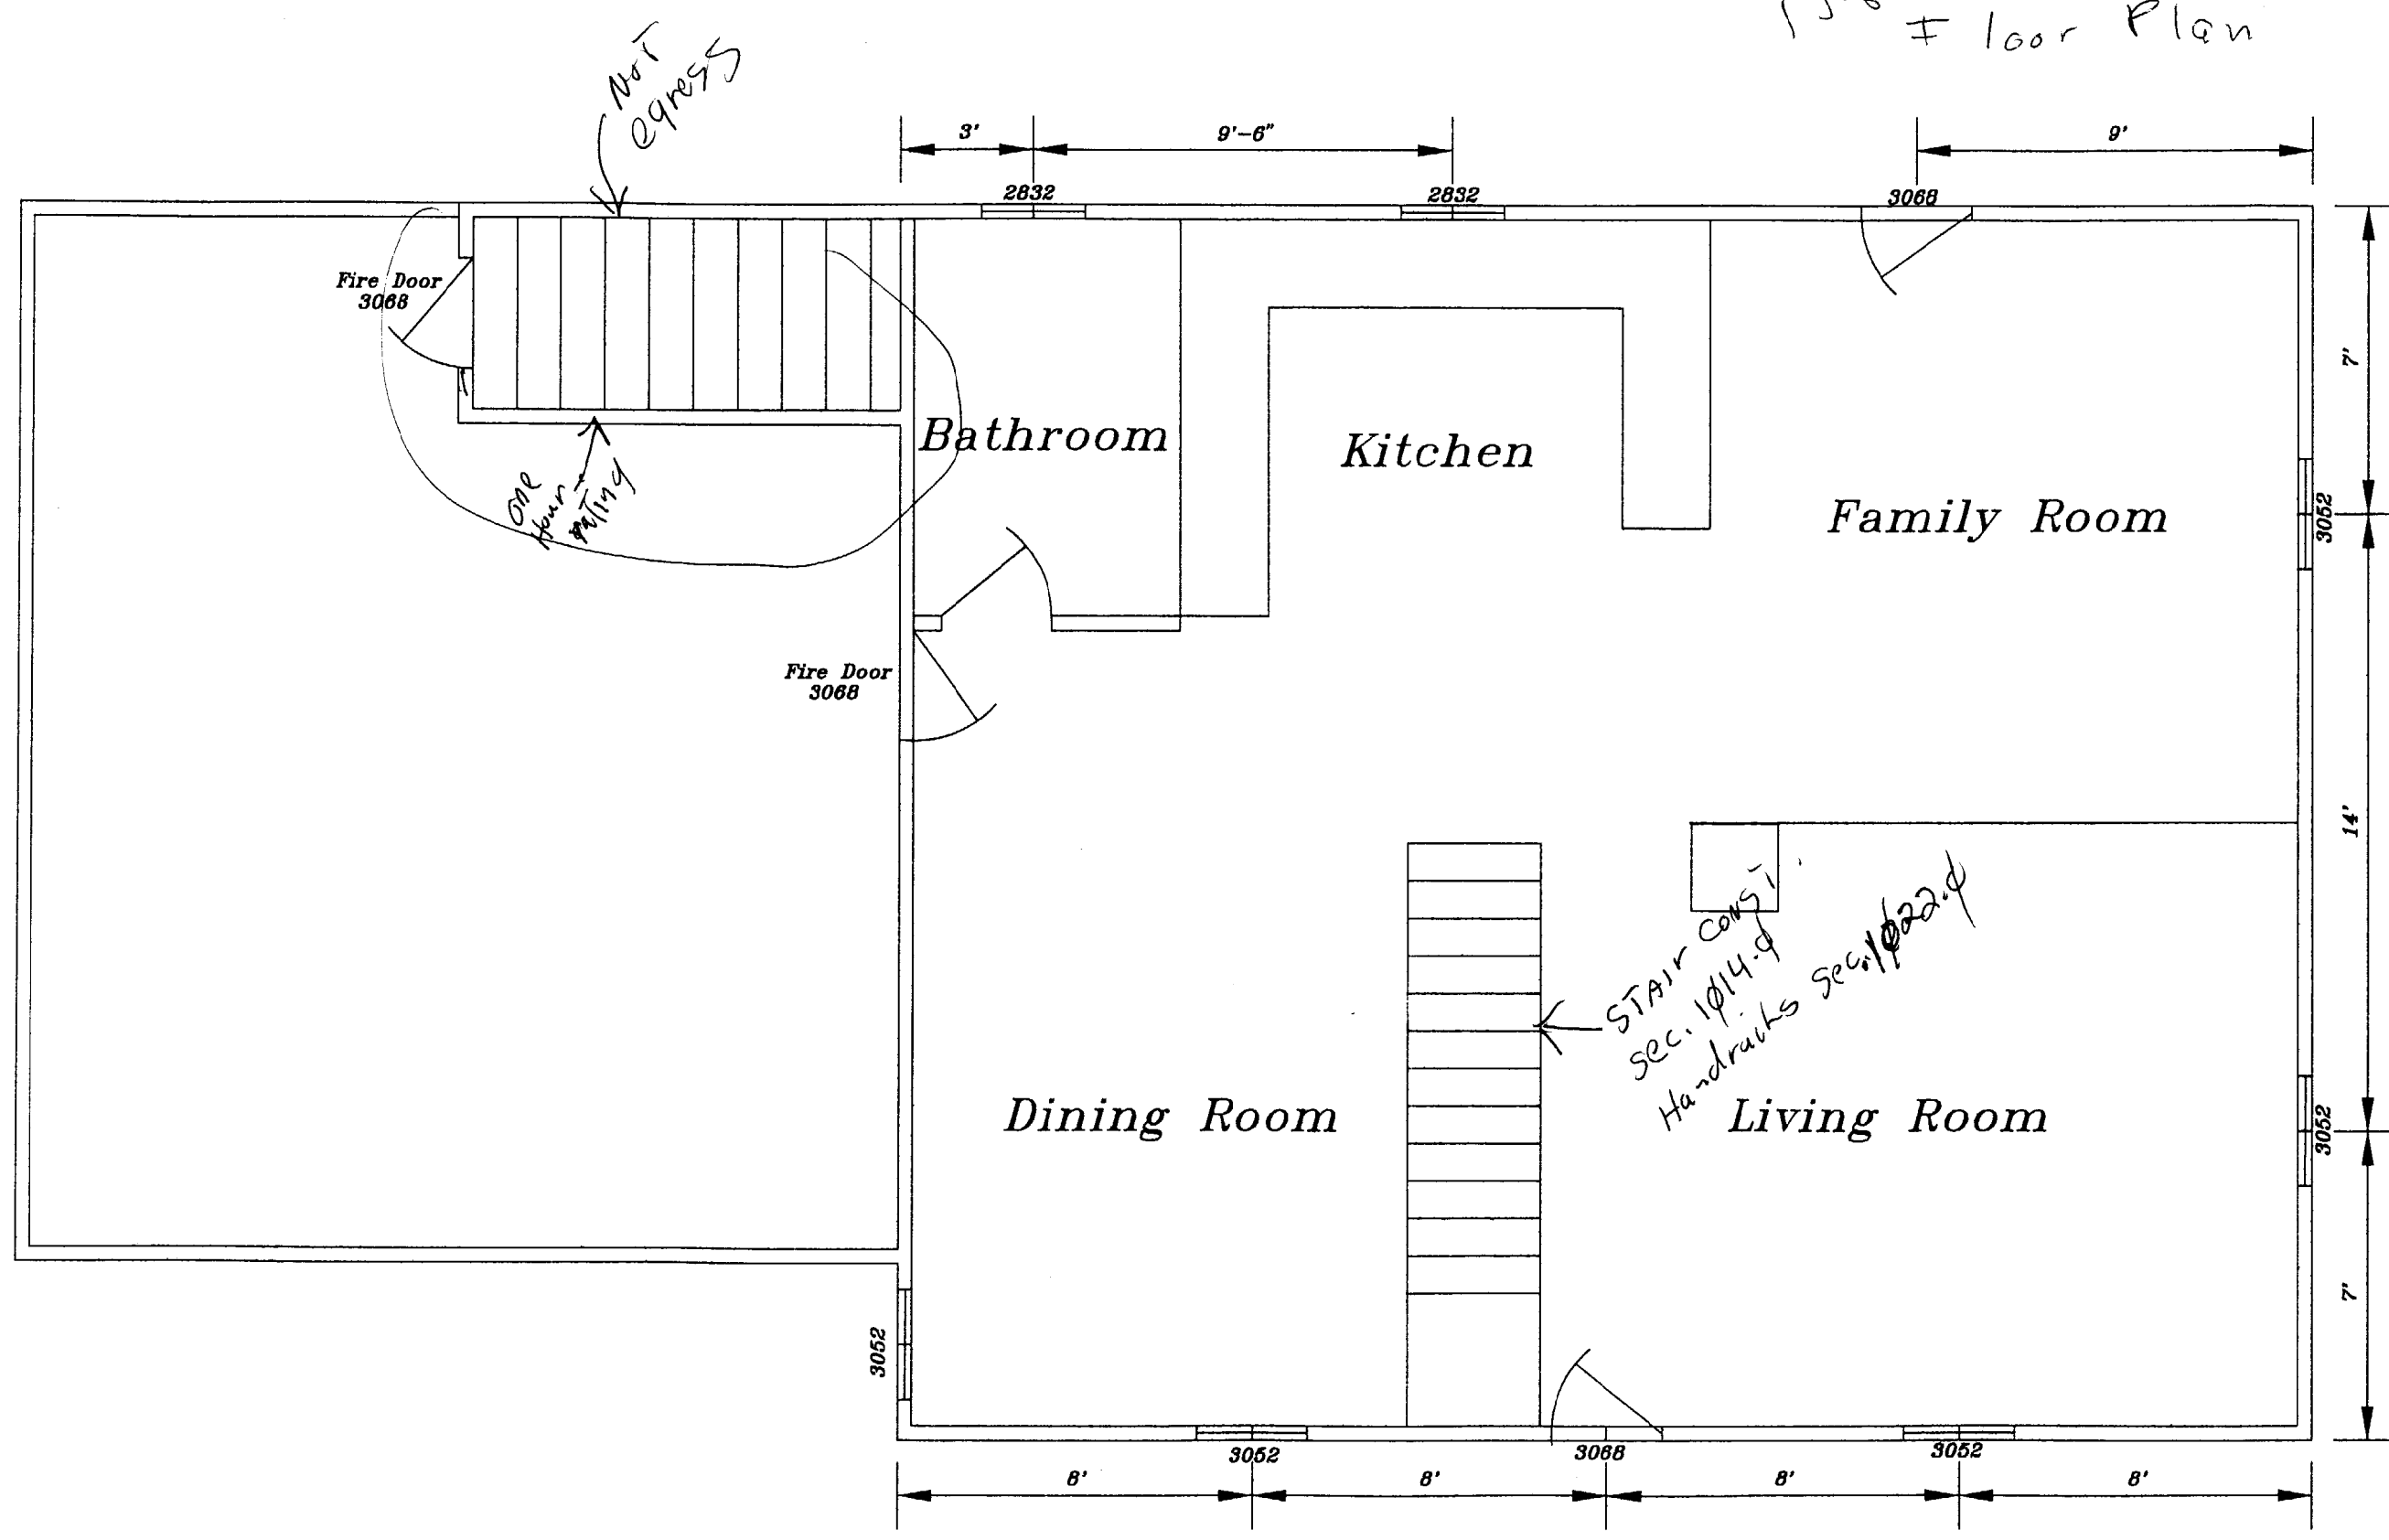 Floor Plan
NOT
egress
3'
9'-6"
9'
2832
2832
3068
Fire Door
3068
7'
Bathroom
Kitchen
Family Room
3052
one
Hour
rating
Fire Door
3068
14'
STAIr CONST.
Sec. 1014.0
Handrails Sec. 1022.0
Dining Room
Living Room
3052
7'
3052
3052
3068
3052
8'
8'
8'
8'